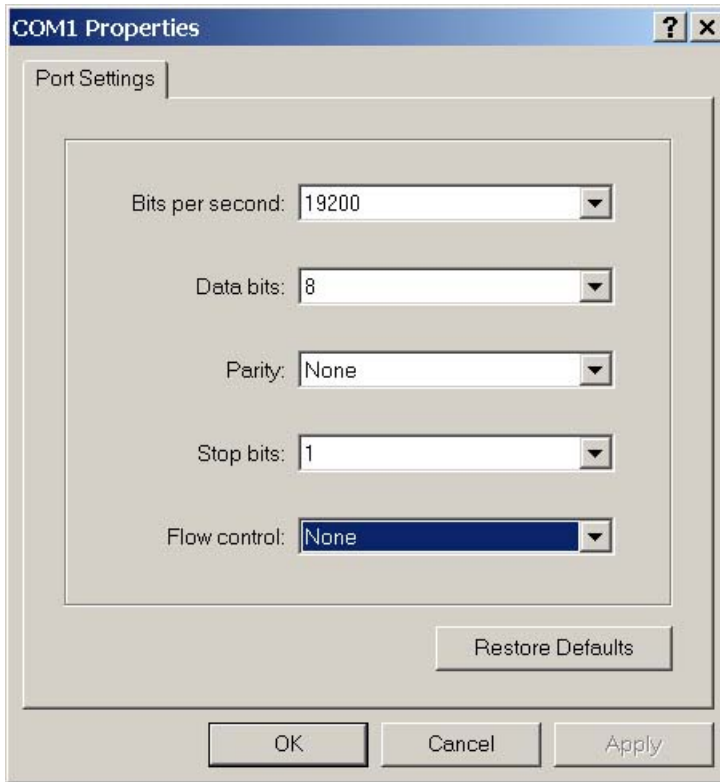 COM1 Properties
Port Settings
Bits per second: 19200
Data bits: 8
Parity: None
Stop bits: 1
Flow control: None
Restore Defaults
OK Cancel Apply